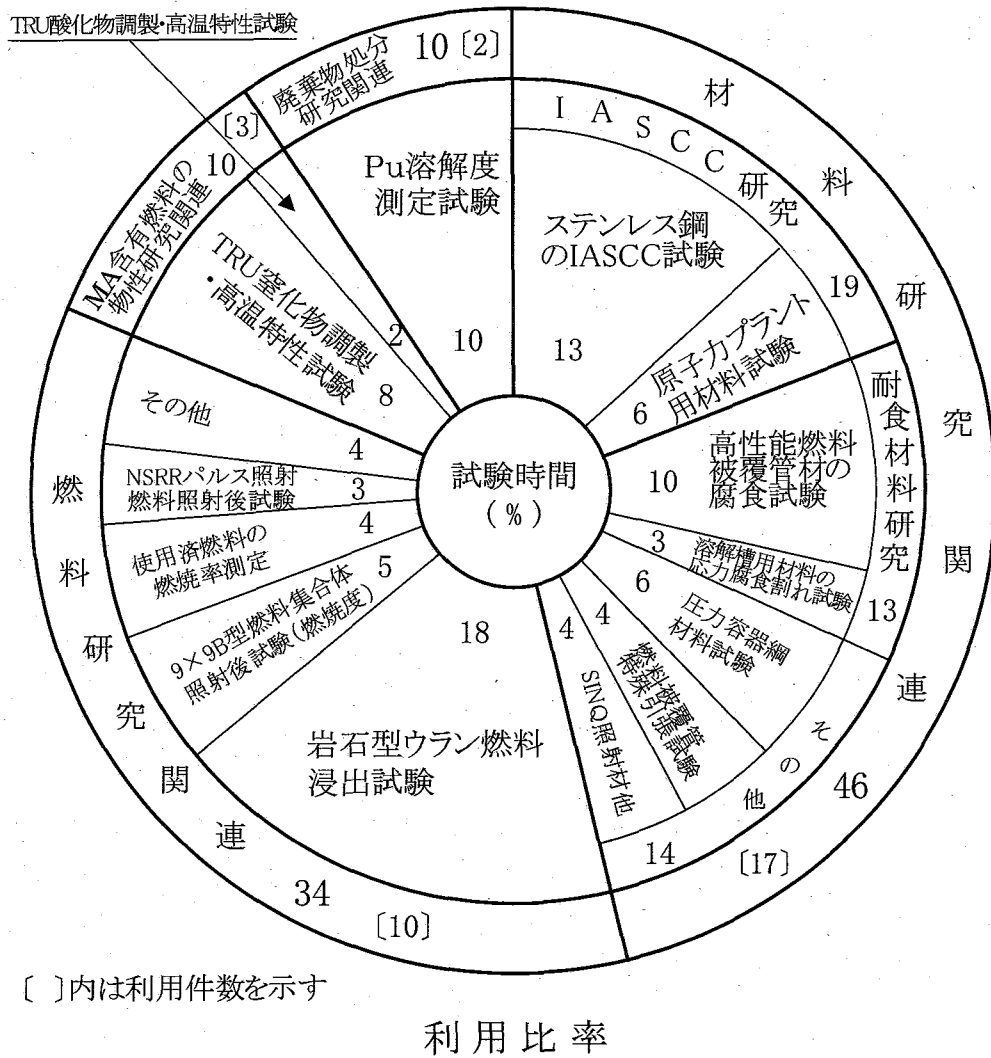 TRU酸化物調製・高温特性試験
廃棄物処分
研究関連
10〔2〕
Pu溶解度
測定試験
10
材料研究関連
46
〔17〕
IASCC研究
19
ステンレス鋼
のIASCC試験
13
原子力プラント
用材料試験
6
耐食材料研究
13
高性能燃料
被覆管材の
腐食試験
10
溶解槽用材料の
応力腐食割れ試験
3
その他
14
圧力容器綱
材料試験
6
燃料被覆管
特殊引張試験
4
SINQ照射材他
4
燃料研究関連
34
〔10〕
岩石型ウラン燃料
浸出試験
18
9×9B型燃料集合体
照射後試験(燃焼度)
5
使用済燃料の
燃焼率測定
4
NSRRパルス照射
燃料照射後試験
3
その他
4
MA含有燃料の
物性研究関連
10
〔3〕
TRU窒化物調製
・高温特性試験
8
2
試験時間
(%)
〔 〕内は利用件数を示す
利用比率